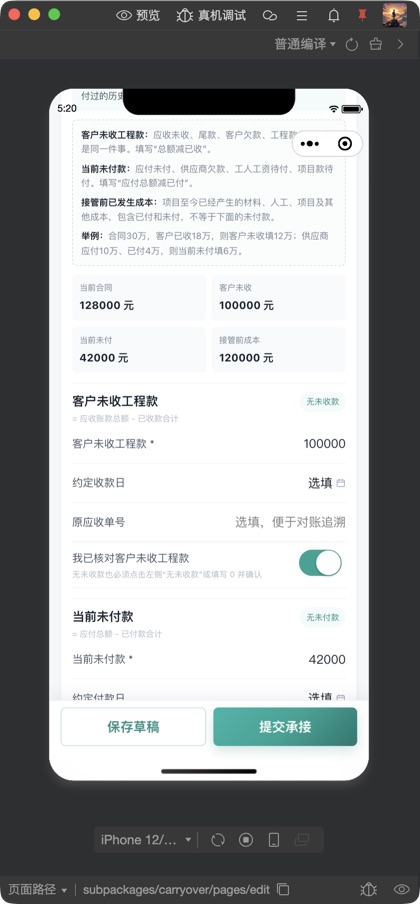 预览 真机调试
普通编译
付过的历史
5:20
客户未收工程款：应收未收、尾款、客户欠款、工程
是同一件事。填写"总额减已收"。
当前未付款：应付未付、供应商欠款、工人工资待付、项目款待
付。填写"应付总额减已付"。
接管前已发生成本：项目至今已经产生的材料、人工、项目及其
他成本，包含已付和未付，不等于下面的未付款。
举例：合同30万，客户已收18万，则客户未收填12万；供应商
应付10万、已付4万，则当前未付填6万。
当前合同 客户未收
128000 元 100000 元
当前未付 接管前成本
42000 元 120000 元
客户未收工程款 无未收款
= 应收账款总额 - 已收款合计
客户未收工程款 * 100000
约定收款日 选填
原应收单号 选填，便于对账追溯
我已核对客户未收工程款
无未收款也必须点击左侧"无未收款"或填写 0 并确认
当前未付款 无未付款
= 应付总额 - 已付款合计
当前未付款 * 42000
约定付款日 选填
保存草稿 提交承接
iPhone 12/...
页面路径 subpackages/carryover/pages/edit